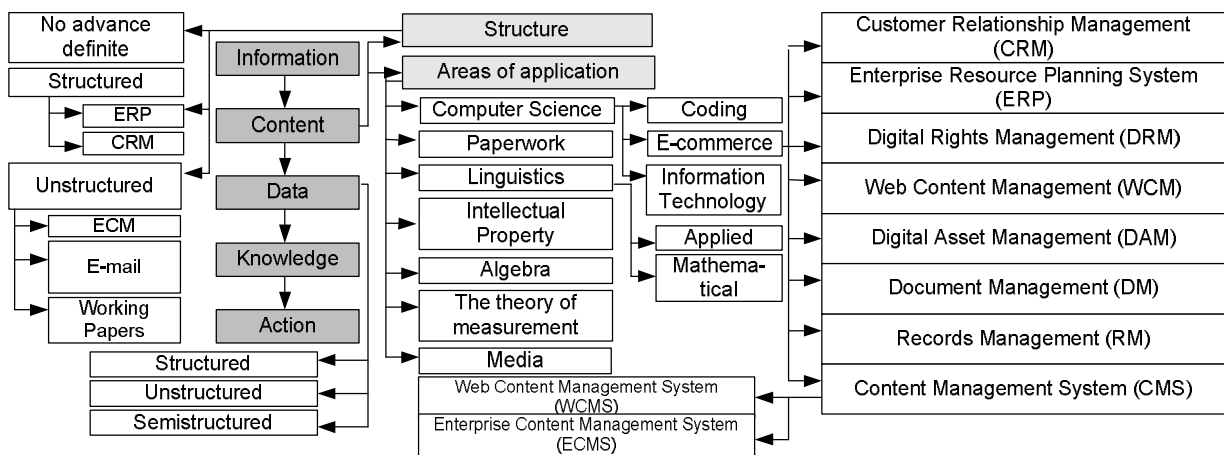 No advance
definite
Structured
ERP
CRM
Unstructured
ECM
E-mail
Working
Papers
Information
Content
Data
Knowledge
Action
Structured
Unstructured
Semistructured
Structure
Areas of application
Computer Science
Paperwork
Linguistics
Intellectual
Property
Algebra
The theory of
measurement
Media
Coding
E-commerce
Information
Technology
Applied
Mathema-
tical
Web Content Management System
(WCMS)
Enterprise Content Management System
(ECMS)
Customer Relationship Management
(CRM)
Enterprise Resource Planning System
(ERP)
Digital Rights Management (DRM)
Web Content Management (WCM)
Digital Asset Management (DAM)
Document Management (DM)
Records Management (RM)
Content Management System (CMS)